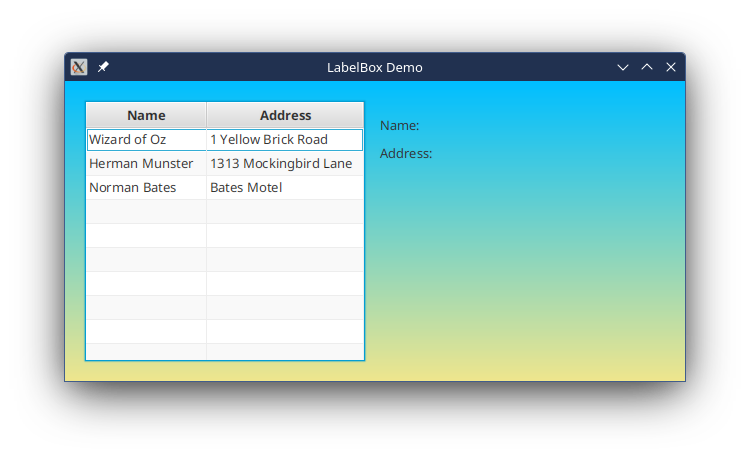 LabelBox Demo
Name Address
Wizard of Oz 1 Yellow Brick Road
Herman Munster 1313 Mockingbird Lane
Norman Bates Bates Motel
Name:
Address: